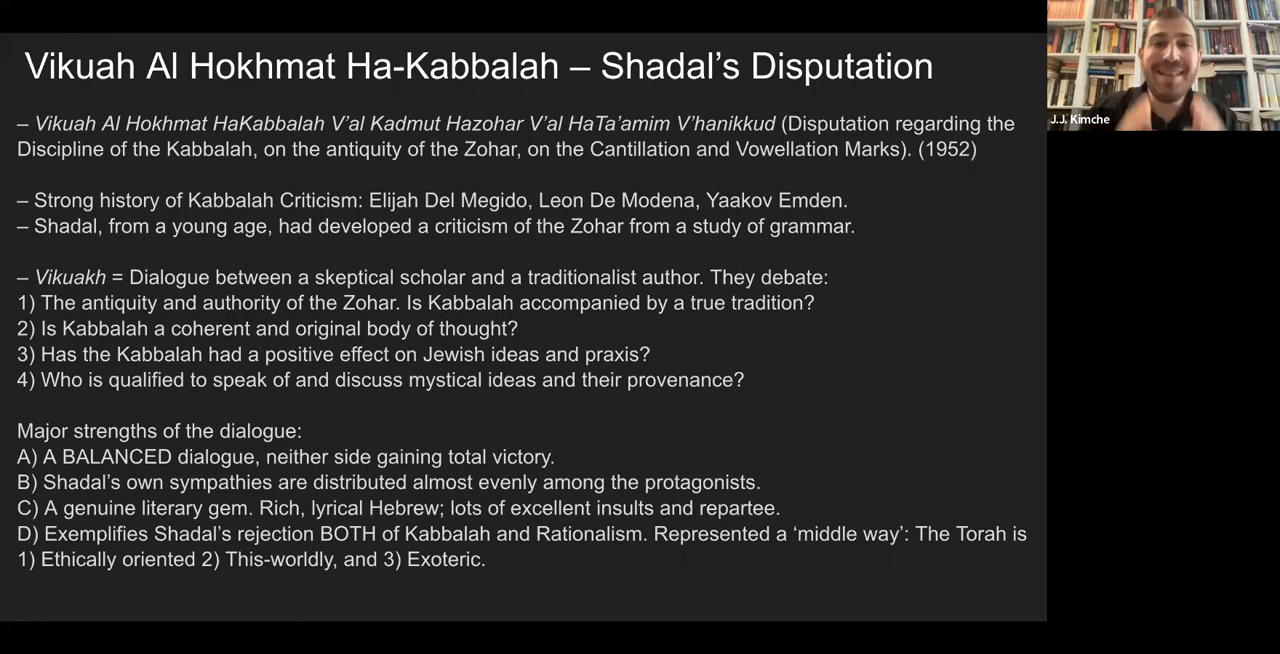 Vikuah Al Hokhmat Ha-Kabbalah – Shadal’s Disputation
– Vikuah Al Hokhmat HaKabbalah V’al Kadmut Hazohar V’al HaTa’amim V’hanikkud (Disputation regarding the
Discipline of the Kabbalah, on the antiquity of the Zohar, on the Cantillation and Vowellation Marks). (1952)
– Strong history of Kabbalah Criticism: Elijah Del Megido, Leon De Modena, Yaakov Emden.
– Shadal, from a young age, had developed a criticism of the Zohar from a study of grammar.
– Vikuakh = Dialogue between a skeptical scholar and a traditionalist author. They debate:
1) The antiquity and authority of the Zohar. Is Kabbalah accompanied by a true tradition?
2) Is Kabbalah a coherent and original body of thought?
3) Has the Kabbalah had a positive effect on Jewish ideas and praxis?
4) Who is qualified to speak of and discuss mystical ideas and their provenance?
Major strengths of the dialogue:
A) A BALANCED dialogue, neither side gaining total victory.
B) Shadal’s own sympathies are distributed almost evenly among the protagonists.
C) A genuine literary gem. Rich, lyrical Hebrew; lots of excellent insults and repartee.
D) Exemplifies Shadal’s rejection BOTH of Kabbalah and Rationalism. Represented a ‘middle way’: The Torah is
1) Ethically oriented 2) This-worldly, and 3) Exoteric.
J.J. Kimche